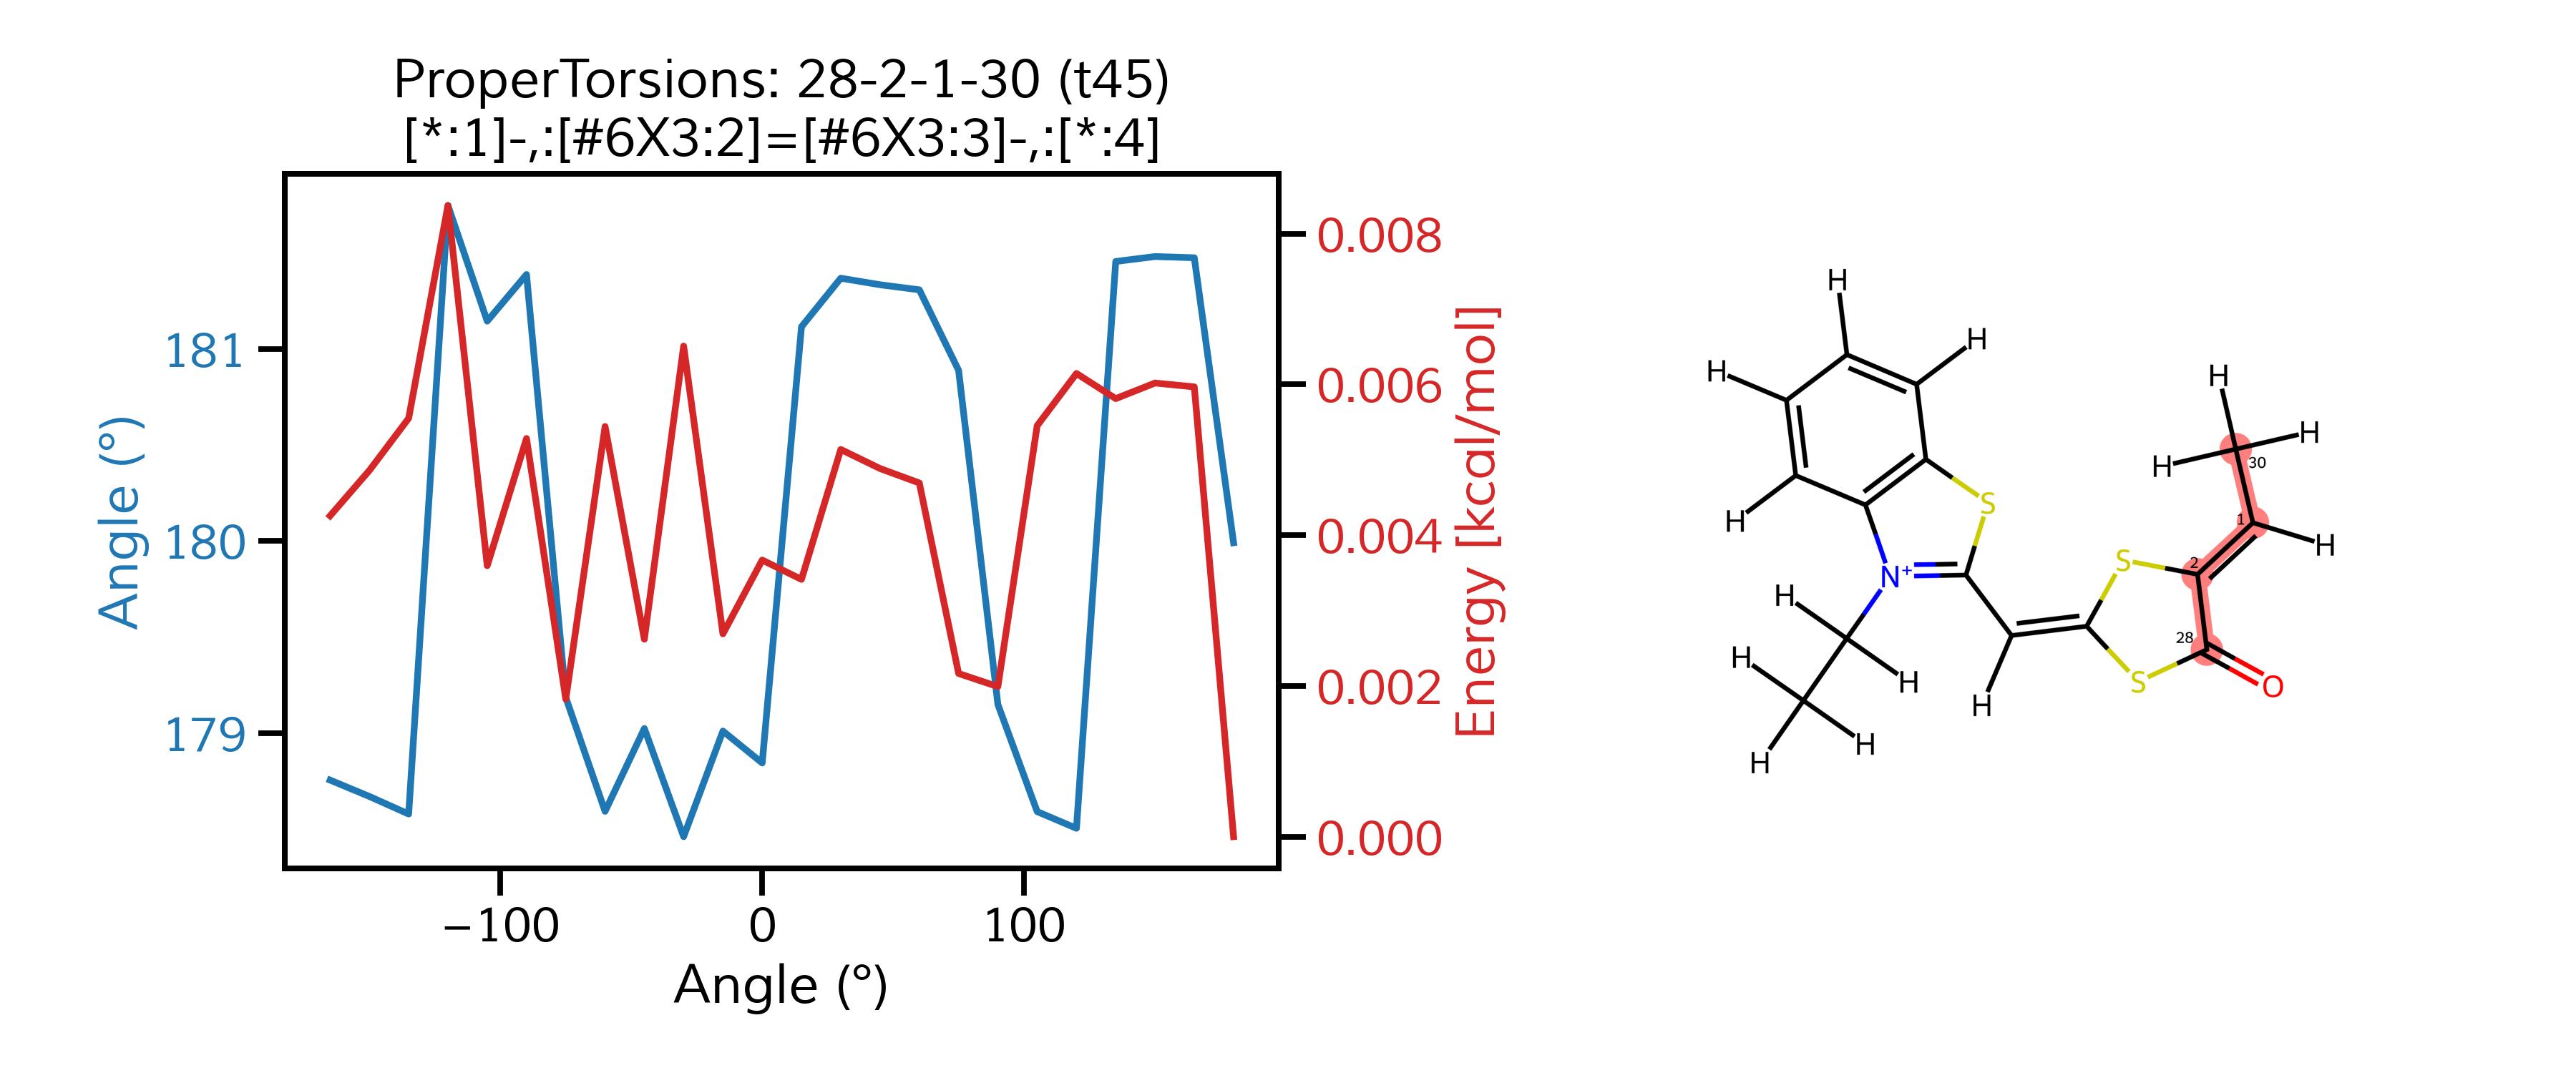 ProperTorsions: 28-2-1-30 (t45)
[*:1]-,:[#6X3:2]=[#6X3:3]-,:[*:4]
Angle (°)
181
180
179
0.008
0.006
0.004
0.002
0.000
Energy [kcal/mol]
−100
0
100
Angle (°)
H
H
H
H
H
H
H
30
S
1
H
2
S
N+
H
28
H
S
O
H
H
H
H